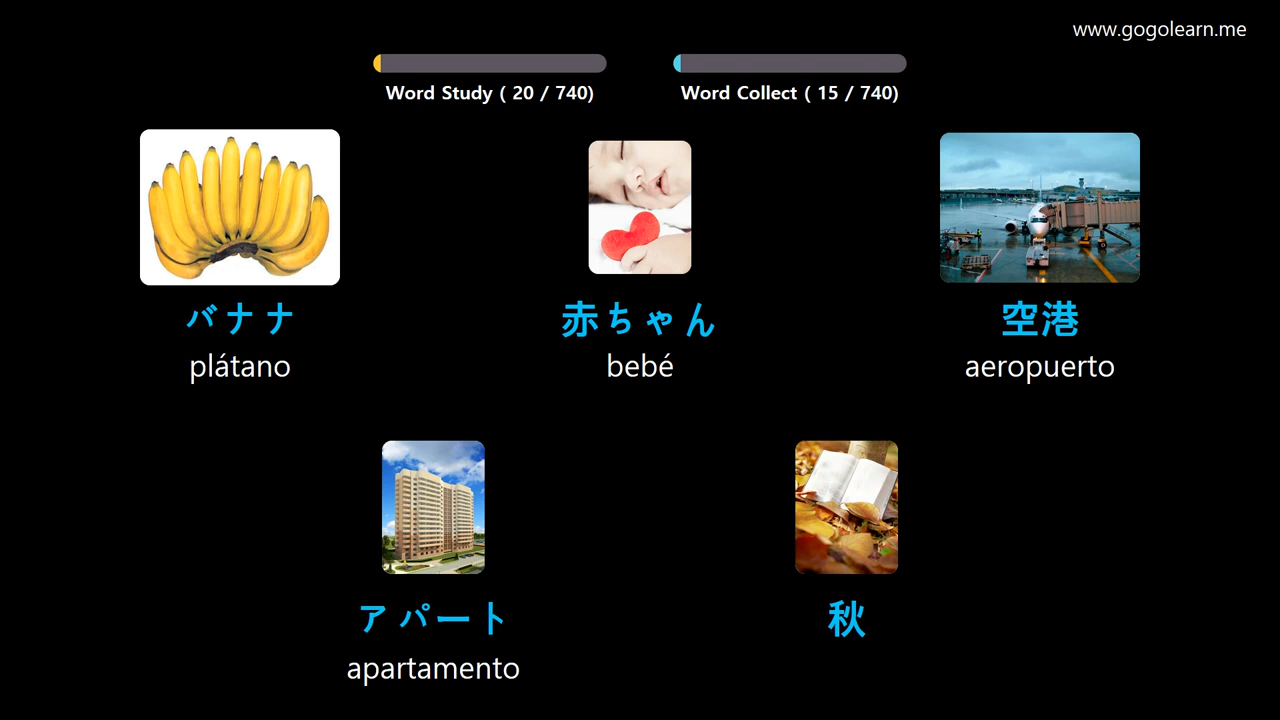 www.gogolearn.me
Word Study ( 20 / 740)
Word Collect ( 15 / 740)
バナナ
plátano
赤ちゃん
bebé
空港
aeropuerto
アパート
apartamento
秋